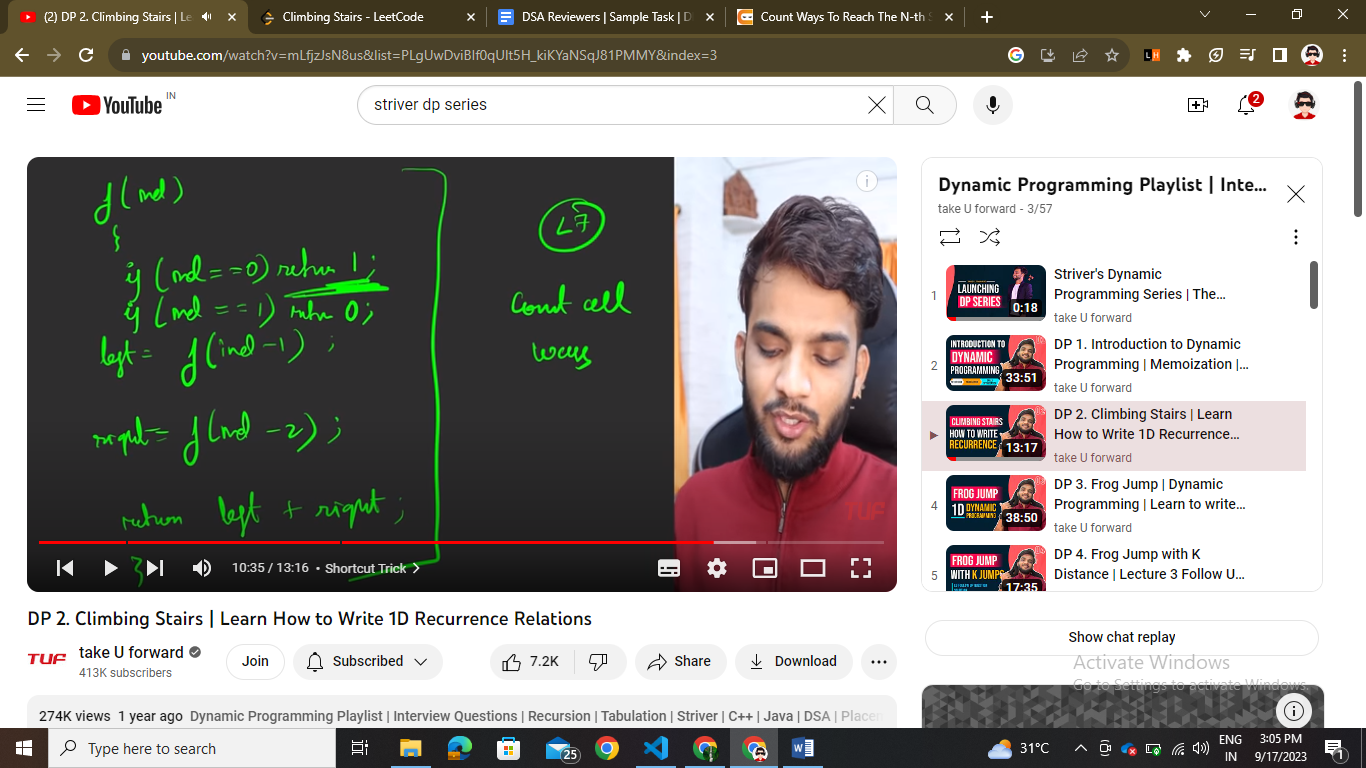 (2) DP 2. Climbing Stairs | Le
Climbing Stairs - LeetCode
DSA Reviewers | Sample Task | D
Count Ways To Reach The N-th S
youtube.com/watch?v=mLfjzJsN8us&list=PLgUwDviBIf0qUlt5H_kiKYaNSqJ81PMMY&index=3
YouTube IN
striver dp series
2
f(ind)
{
if (ind==0) return 1;
if (ind == 1) return 0;
left = f(ind-1) ;
right = f(ind-2) ;
return left + right ;
}
L7
Count all
ways
TUF
10:35 / 13:16 • Shortcut Trick
DP 2. Climbing Stairs | Learn How to Write 1D Recurrence Relations
TUF
take U forward
413K subscribers
Join
Subscribed
7.2K
Share
Download
274K views 1 year ago Dynamic Programming Playlist | Interview Questions | Recursion | Tabulation | Striver | C++ | Java | DSA | Placem
Dynamic Programming Playlist | Inte...
take U forward - 3/57
1
LAUNCHING
DP SERIES
0:18
Striver's Dynamic
Programming Series | The...
take U forward
2
INTRODUCTION TO
DYNAMIC
PROGRAMMING
33:51
DP 1. Introduction to Dynamic
Programming | Memoization |...
take U forward
CLIMBING STAIRS
HOW TO WRITE
RECURRENCE
13:17
DP 2. Climbing Stairs | Learn
How to Write 1D Recurrence...
take U forward
4
FROG JUMP
1D DYNAMIC
PROGRAMMING
38:50
DP 3. Frog Jump | Dynamic
Programming | Learn to write...
take U forward
5
FROG JUMP
WITH K JUMPS
17:35
DP 4. Frog Jump with K
Distance | Lecture 3 Follow U...
Show chat replay
Activate Windows
Go to Settings to activate Windows.
Type here to search
25
31°C
ENG
IN
3:05 PM
9/17/2023
1